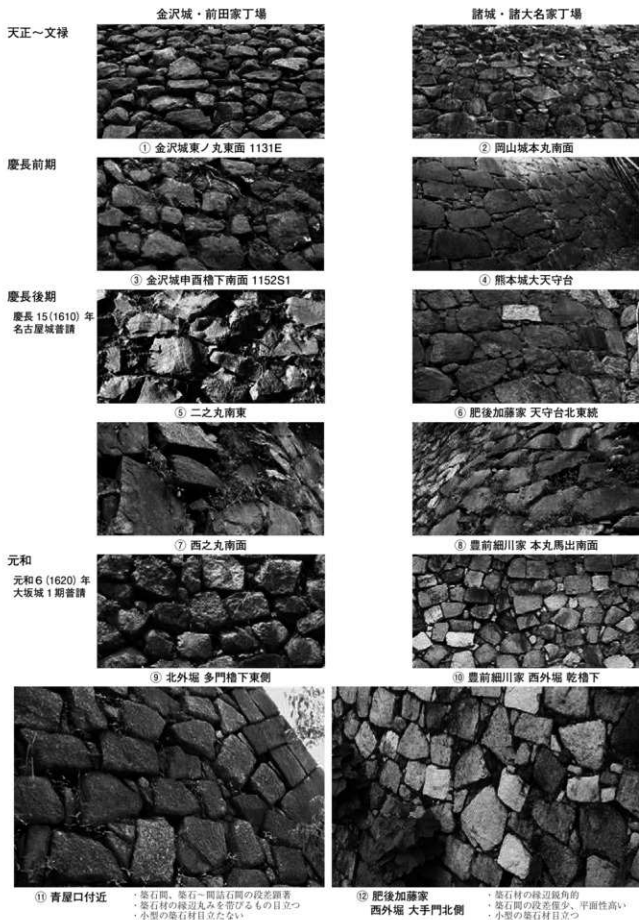 金沢城・前田家丁場
諸城・諸大名家丁場
天正～文禄
① 金沢城東ノ丸東面 1131E
② 岡山城本丸南面
慶長前期
③ 金沢城申酉櫓下南面 1152S1
④ 熊本城大天守台
慶長後期
慶長 15（1610）年
名古屋城普請
⑤ 二之丸南東
⑥ 肥後加藤家 天守台北東続
⑦ 西之丸南面
⑧ 豊前細川家 本丸馬出南面
元和
元和 6（1620）年
大坂城 1 期普請
⑨ 北外堀 多門櫓下東側
⑩ 豊前細川家 西外堀 乾櫓下
⑪ 青屋口付近
・築石間、築石～間詰石間の段差顕著
・築石材の縁辺丸みを帯びるもの目立つ
・小型の築石材目立たない
⑫ 肥後加藤家
西外堀 大手門北側
・築石材の縁辺鋭角的
・築石間の段差僅少、平面性高い
・小型の築石材目立つ